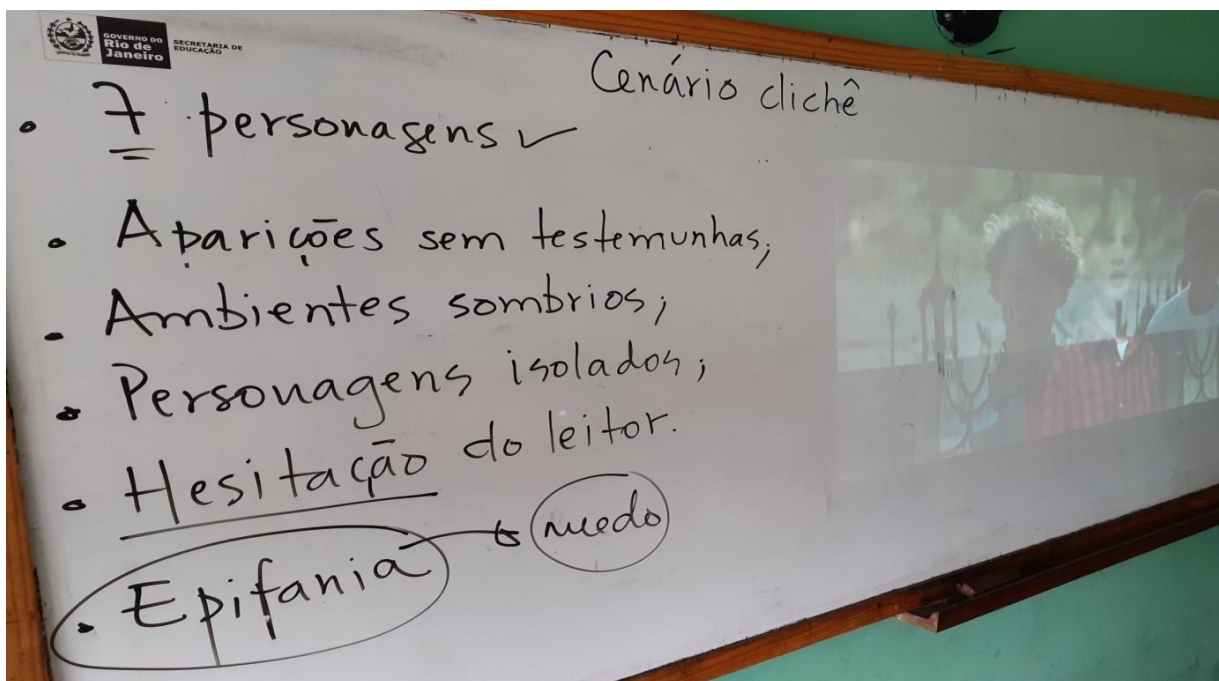 GOVERNO DO
Rio de
Janeiro
SECRETARIA DE
EDUCAÇÃO
Cenário clichê
• 7 personagens ✓
• Aparições sem testemunhas;
• Ambientes sombrios;
• Personagens isolados;
• Hesitação do leitor.
• Epifania → medo